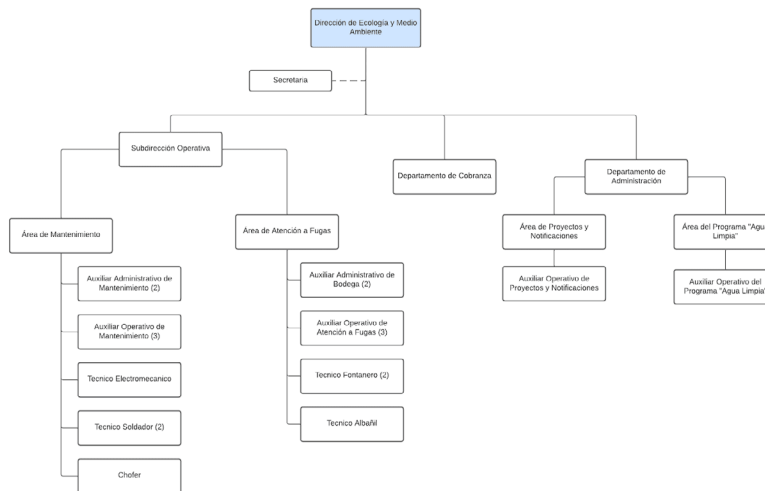 Dirección de Ecología y Medio
Ambiente
Secretaria
Subdirección Operativa
Departamento de Cobranza
Departamento de
Administración
Área de Mantenimiento
Área de Atención a Fugas
Área de Proyectos y
Notificaciones
Área del Programa "Agua
Limpia"
Auxiliar Administrativo de
Mantenimiento (2)
Auxiliar Operativo de
Mantenimiento (3)
Tecnico Electromecanico
Tecnico Soldador (2)
Chofer
Auxiliar Administrativo de
Bodega (2)
Auxiliar Operativo de
Atención a Fugas (3)
Tecnico Fontanero (2)
Tecnico Albañil
Auxiliar Operativo de
Proyectos y Notificaciones
Auxiliar Operativo del
Programa "Agua Limpia"